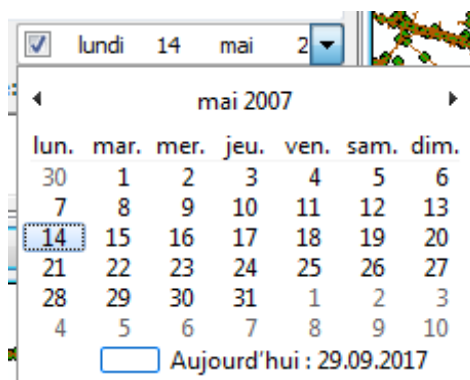 lundi 14 mai 2
mai 2007
lun. mar. mer. jeu. ven. sam. dim.
30 1 2 3 4 5 6
7 8 9 10 11 12 13
14 15 16 17 18 19 20
21 22 23 24 25 26 27
28 29 30 31 1 2 3
4 5 6 7 8 9 10
Aujourd'hui : 29.09.2017